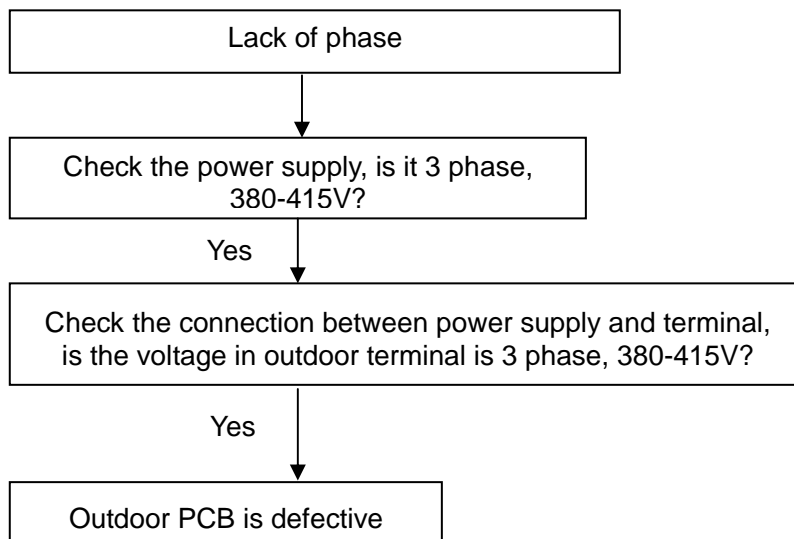 Lack of phase
Check the power supply, is it 3 phase,
380-415V?
Yes
Check the connection between power supply and terminal,
is the voltage in outdoor terminal is 3 phase, 380-415V?
Yes
Outdoor PCB is defective